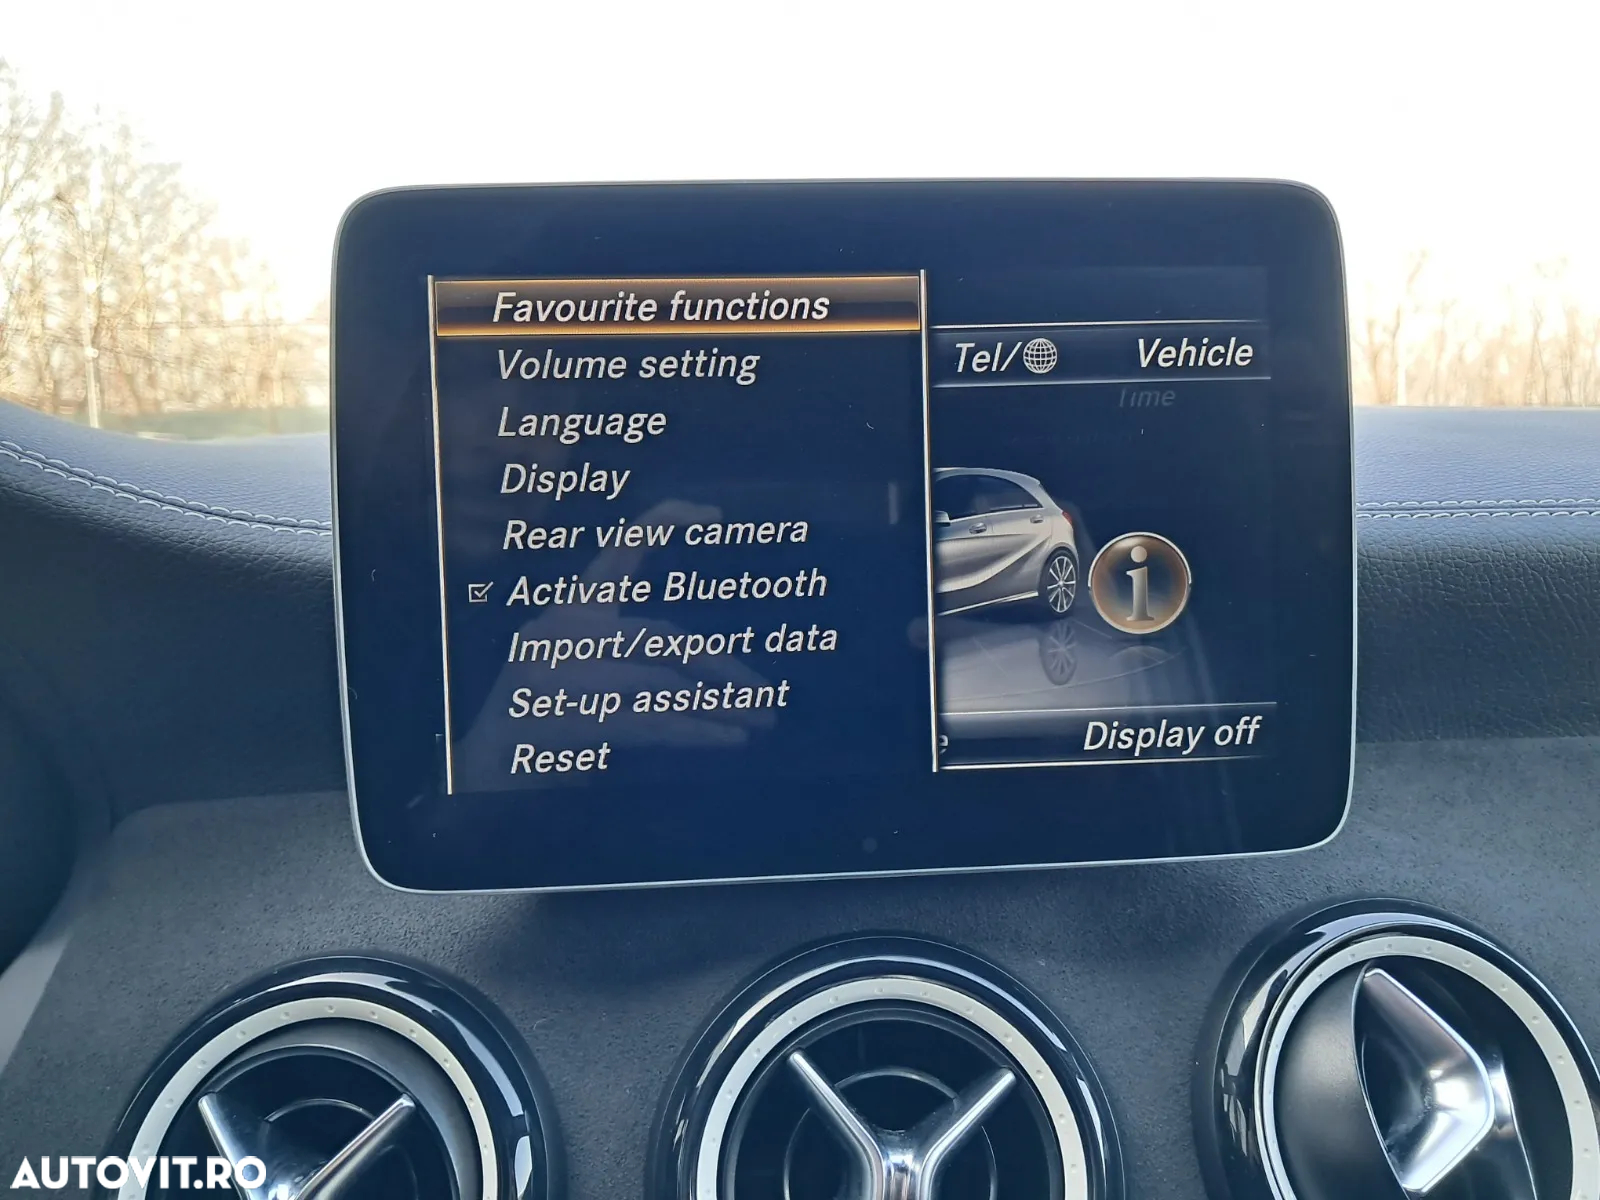 Favourite functions
Volume setting
Language
Display
Rear view camera
Activate Bluetooth
Import/export data
Set-up assistant
Reset
Tel/
Vehicle
Time
Display off
AUTOVIT.RO